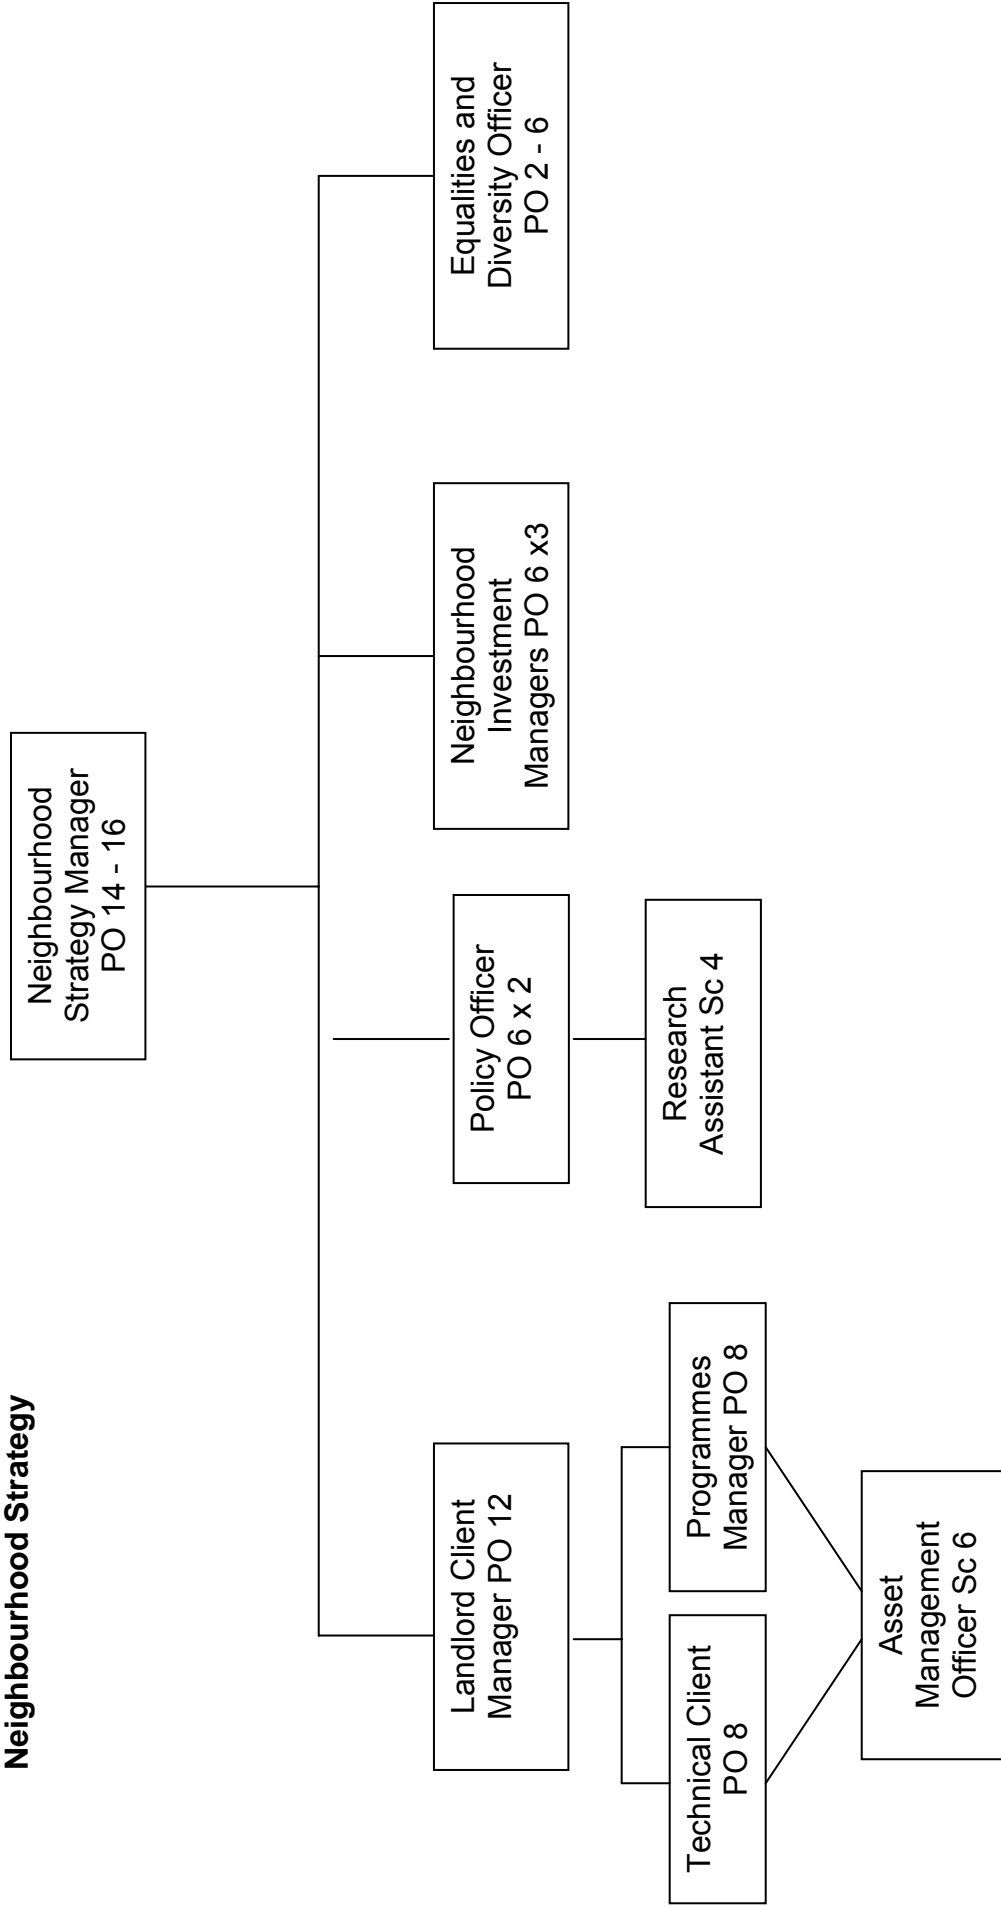 Neighbourhood Strategy
Neighbourhood
Strategy Manager
PO 14 - 16
Landlord Client
Manager PO 12
Policy Officer
PO 6 x 2
Neighbourhood
Investment
Managers PO 6 x3
Equalities and
Diversity Officer
PO 2 - 6
Technical Client
PO 8
Programmes
Manager PO 8
Research
Assistant Sc 4
Asset
Management
Officer Sc 6